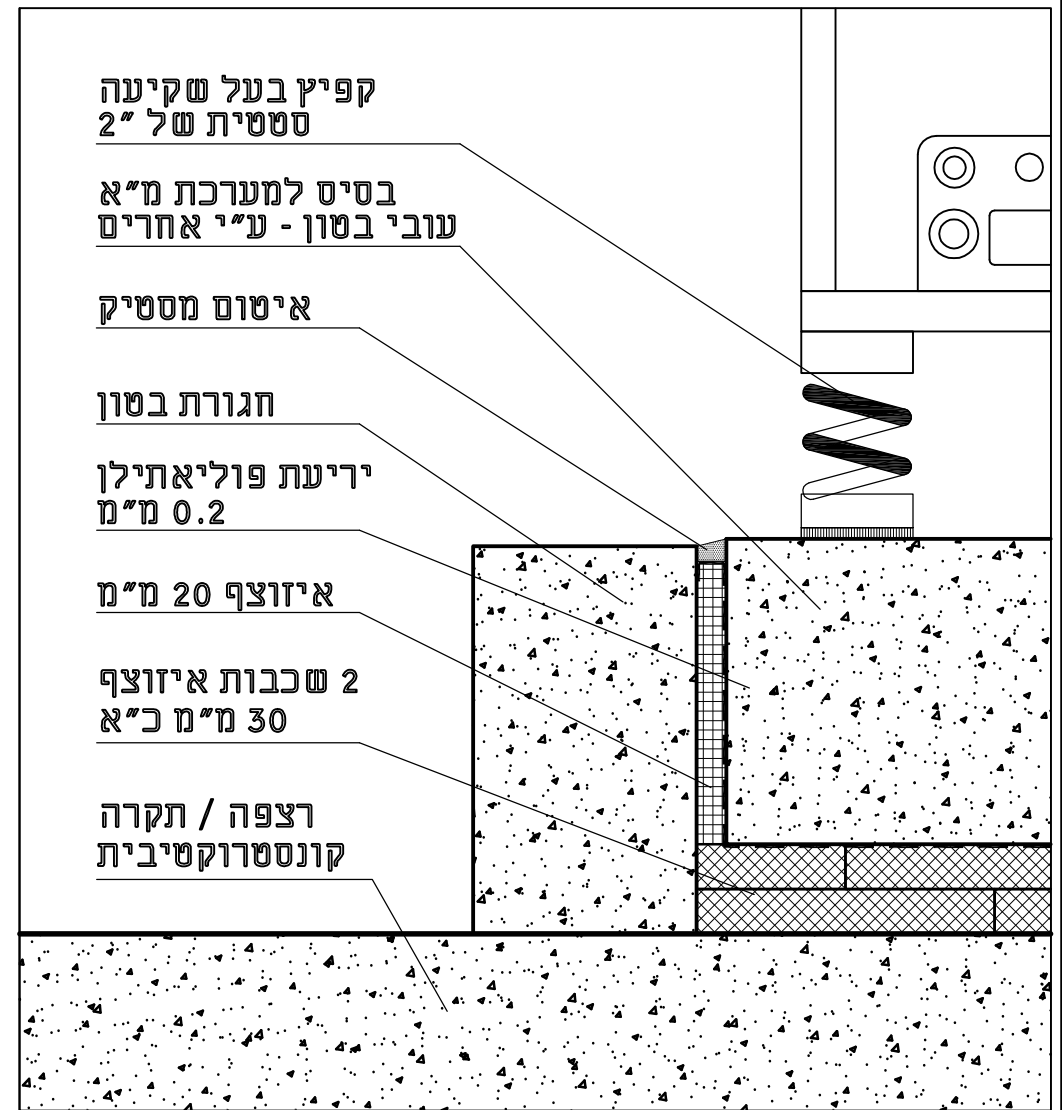 קפיץ בעל שקיעה
סטטית של 2״
בסיס למערכת מ״א
עובי בטון - ע״י אחרים
איטום מסטיק
חגורת בטון
יריעת פוליאתילן
0.2 מ״מ
איזוצף 20 מ״מ
2 שכבות איזוצף
30 מ״מ כ״א
רצפה / תקרה
קונסטרוקטיבית